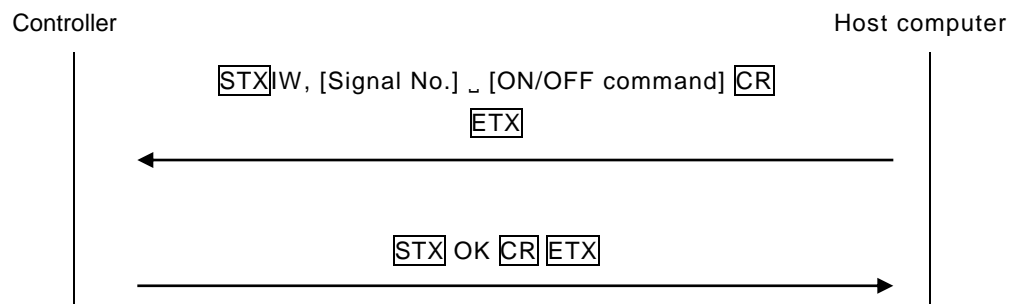 Controller Host computer
STXIW, [Signal No.] ␣ [ON/OFF command] CR
ETX
STX OK CR ETX